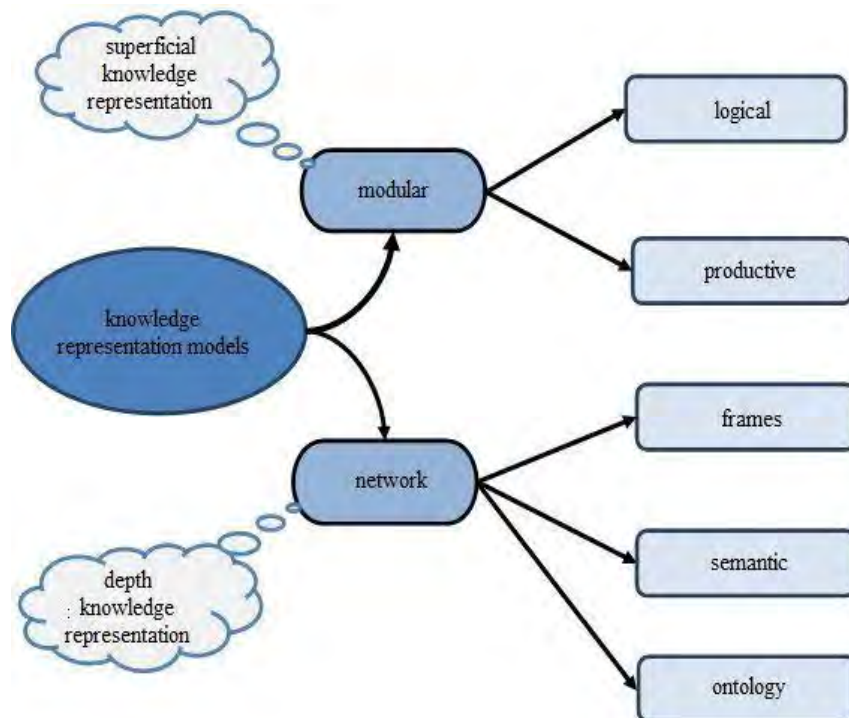 superficial
knowledge
representation
logical
modular
productive
knowledge
representation models
frames
network
semantic
depth
: knowledge
representation
ontology